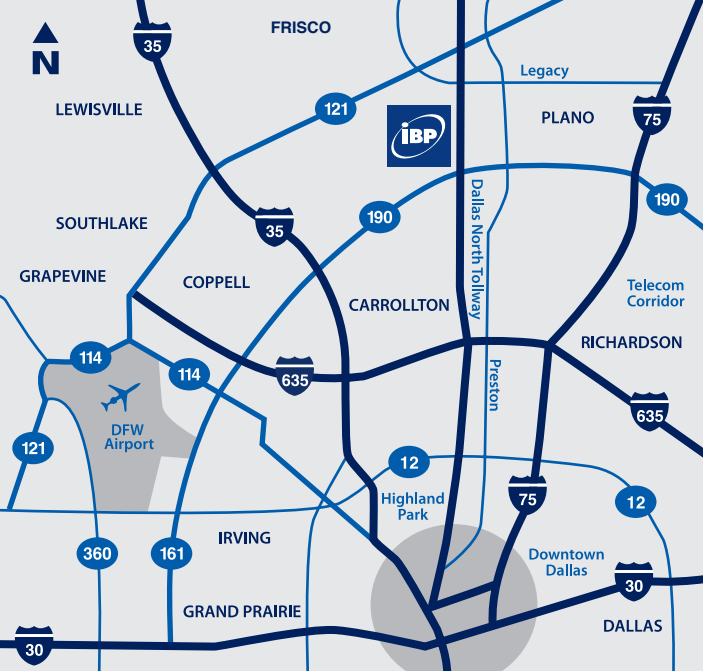 FRISCO
35
N
Legacy
LEWISVILLE
121
PLANO
75
iBP
190
190
SOUTHLAKE
35
Dallas North Tollway
GRAPEVINE
COPPELL
CARROLLTON
Telecom
Corridor
RICHARDSON
114
114
635
Preston
635
DFW
Airport
121
12
75
12
Highland
Park
IRVING
360
161
Downtown
Dallas
30
GRAND PRAIRIE
DALLAS
30